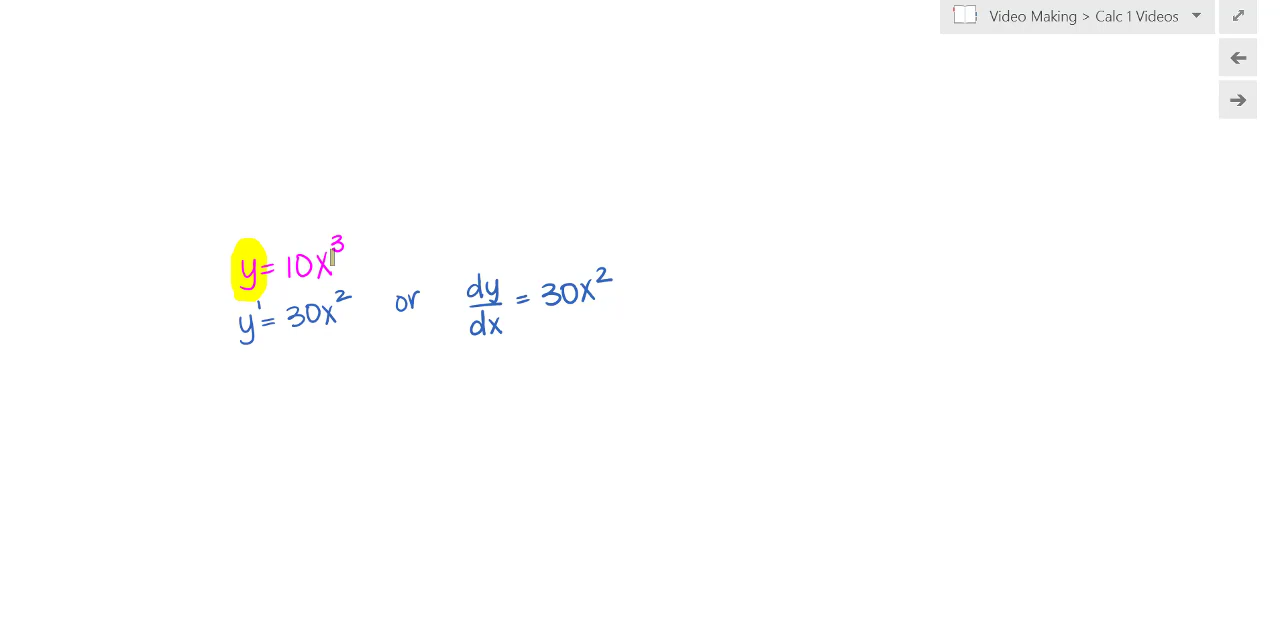 Video Making > Calc 1 Videos
y = 10x³
y' = 30x² or dy/dx = 30x²